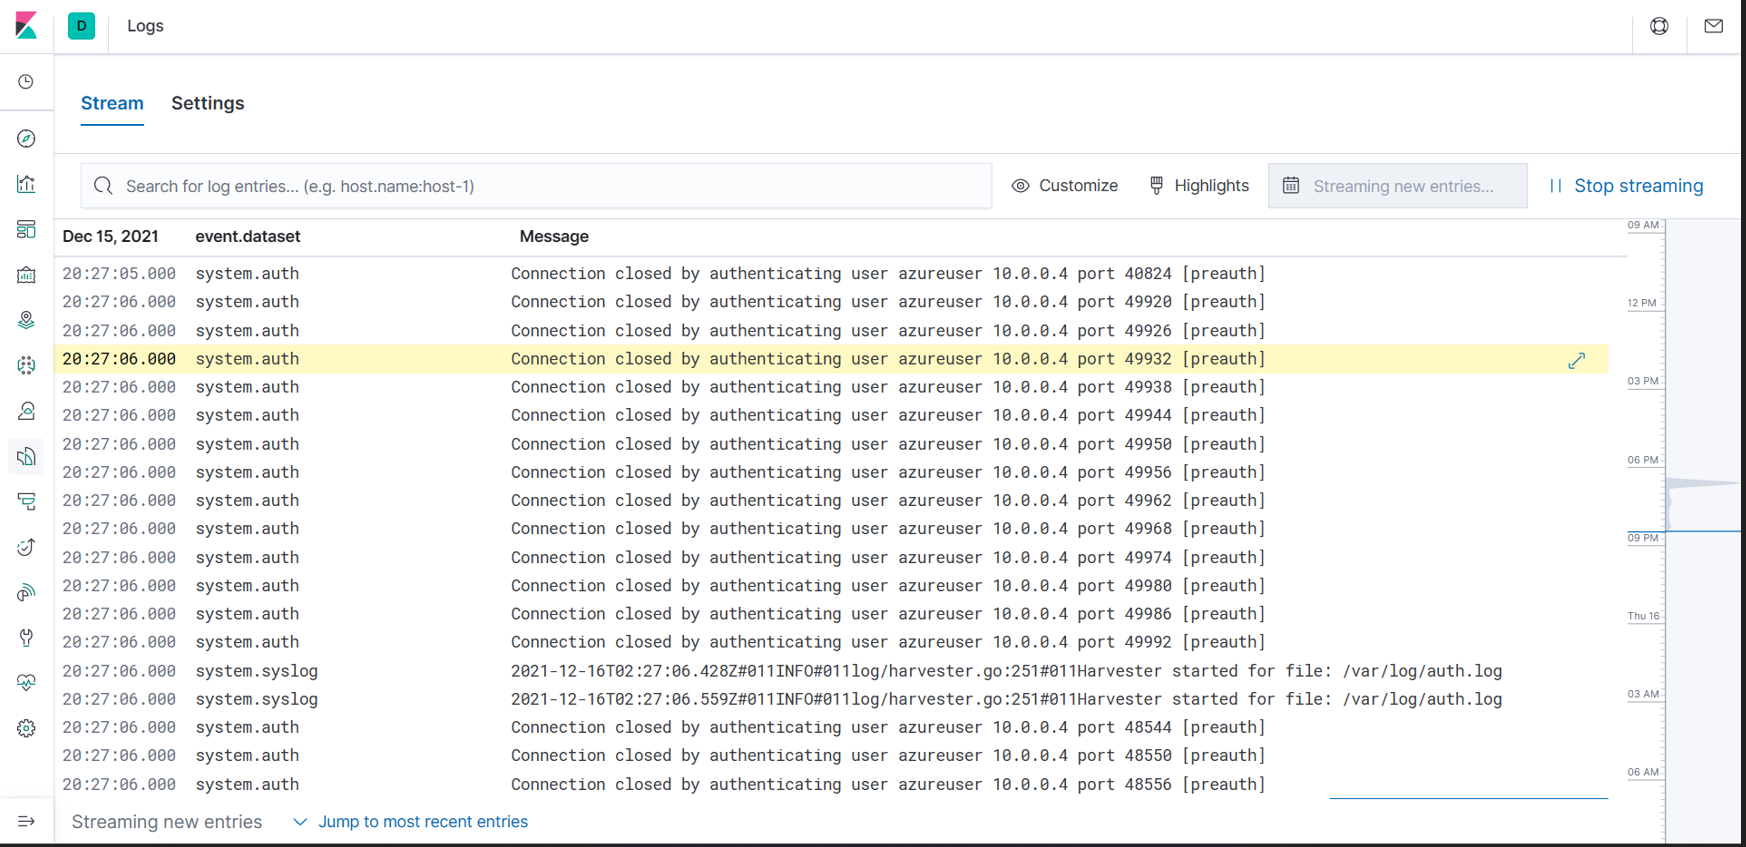 D Logs
Stream Settings
Search for log entries... (e.g. host.name:host-1) Customize Highlights Streaming new entries... Stop streaming
Dec 15, 2021 event.dataset Message
20:27:05.000 system.auth Connection closed by authenticating user azureuser 10.0.0.4 port 40824 [preauth]
20:27:06.000 system.auth Connection closed by authenticating user azureuser 10.0.0.4 port 49920 [preauth]
20:27:06.000 system.auth Connection closed by authenticating user azureuser 10.0.0.4 port 49926 [preauth]
20:27:06.000 system.auth Connection closed by authenticating user azureuser 10.0.0.4 port 49932 [preauth]
20:27:06.000 system.auth Connection closed by authenticating user azureuser 10.0.0.4 port 49938 [preauth]
20:27:06.000 system.auth Connection closed by authenticating user azureuser 10.0.0.4 port 49944 [preauth]
20:27:06.000 system.auth Connection closed by authenticating user azureuser 10.0.0.4 port 49950 [preauth]
20:27:06.000 system.auth Connection closed by authenticating user azureuser 10.0.0.4 port 49956 [preauth]
20:27:06.000 system.auth Connection closed by authenticating user azureuser 10.0.0.4 port 49962 [preauth]
20:27:06.000 system.auth Connection closed by authenticating user azureuser 10.0.0.4 port 49968 [preauth]
20:27:06.000 system.auth Connection closed by authenticating user azureuser 10.0.0.4 port 49974 [preauth]
20:27:06.000 system.auth Connection closed by authenticating user azureuser 10.0.0.4 port 49980 [preauth]
20:27:06.000 system.auth Connection closed by authenticating user azureuser 10.0.0.4 port 49986 [preauth]
20:27:06.000 system.auth Connection closed by authenticating user azureuser 10.0.0.4 port 49992 [preauth]
20:27:06.000 system.syslog 2021-12-16T02:27:06.428Z#011INFO#011log/harvester.go:251#011Harvester started for file: /var/log/auth.log
20:27:06.000 system.syslog 2021-12-16T02:27:06.559Z#011INFO#011log/harvester.go:251#011Harvester started for file: /var/log/auth.log
20:27:06.000 system.auth Connection closed by authenticating user azureuser 10.0.0.4 port 48544 [preauth]
20:27:06.000 system.auth Connection closed by authenticating user azureuser 10.0.0.4 port 48550 [preauth]
20:27:06.000 system.auth Connection closed by authenticating user azureuser 10.0.0.4 port 48556 [preauth]
Streaming new entries Jump to most recent entries
09 AM
12 PM
03 PM
06 PM
09 PM
Thu 16
03 AM
06 AM